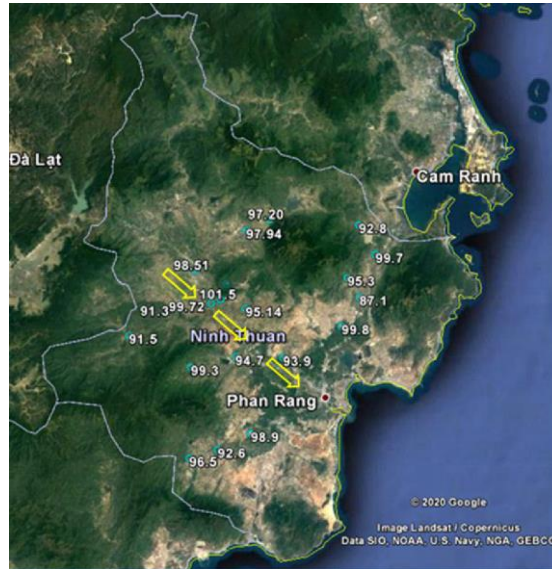 Đà Lạt
Cam Ranh
97.20
97.94
92.8
99.7
98.51
95.3
101.5
91.3
99.72
95.14
87.1
99.8
91.5
Ninh Thuan
94.7
93.9
99.3
Phan Rang
98.9
92.6
96.5
© 2020 Google
Image Landsat / Copernicus
Data SIO, NOAA, U.S. Navy, NGA, GEBCO